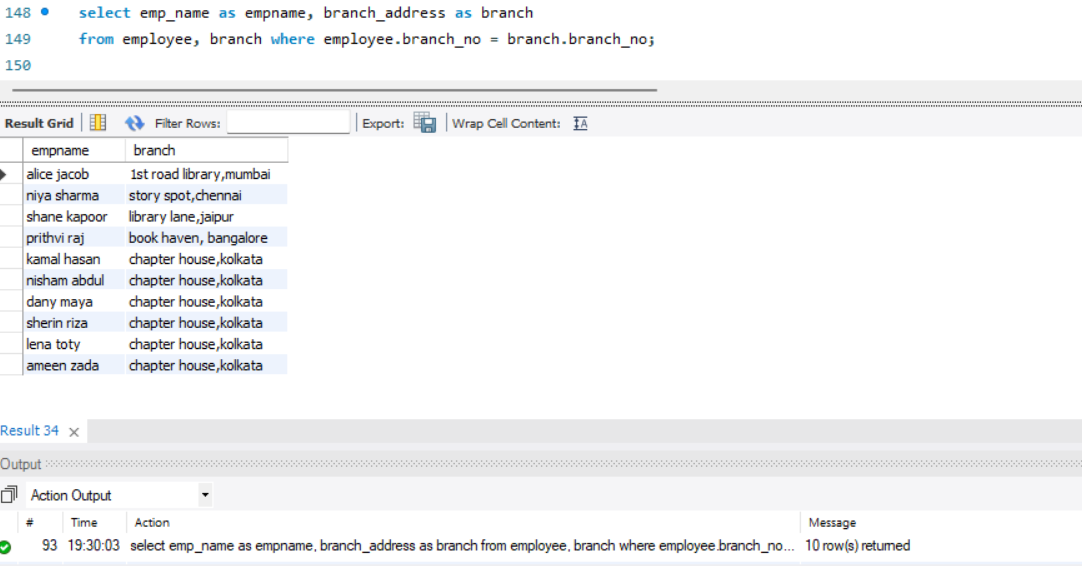 148 select emp_name as empname, branch_address as branch
149 from employee, branch where employee.branch_no = branch.branch_no;
150
Result Grid Filter Rows: Export: Wrap Cell Content: IA
empname branch
alice jacob 1st road library,mumbai
niya sharma story spot,chennai
shane kapoor library lane,jaipur
prithvi raj book haven, bangalore
kamal hasan chapter house,kolkata
nisham abdul chapter house,kolkata
dany maya chapter house,kolkata
sherin riza chapter house,kolkata
lena toty chapter house,kolkata
ameen zada chapter house,kolkata
Result 34 ×
Output
Action Output
# Time Action Message
93 19:30:03 select emp_name as empname, branch_address as branch from employee, branch where employee.branch_no... 10 row(s) returned